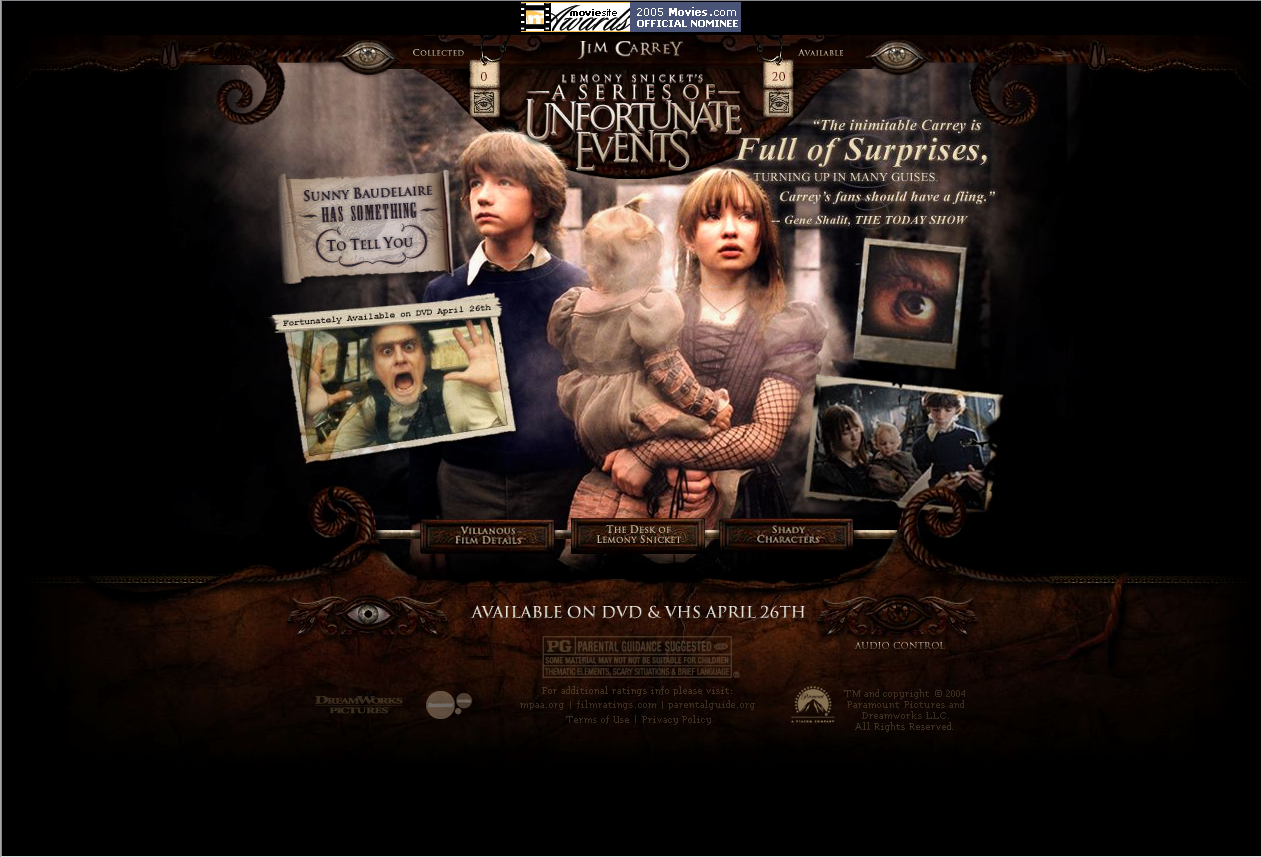 moviesite Awards
2005 Movies.com
OFFICIAL NOMINEE
COLLECTED
JIM CARREY
AVAILABLE
0
20
LEMONY SNICKET'S
A SERIES OF
UNFORTUNATE
EVENTS
“The inimitable Carrey is
Full of Surprises,
TURNING UP IN MANY GUISES.
Carrey’s fans should have a fling.”
-- Gene Shalit, THE TODAY SHOW
SUNNY BAUDELAIRE
HAS SOMETHING
TO TELL YOU
Fortunately Available on DVD April 26th
VILLANOUS
FILM DETAILS
THE DESK OF
LEMONY SNICKET
SHADY
CHARACTERS
AVAILABLE ON DVD & VHS APRIL 26TH
AUDIO CONTROL
PG PARENTAL GUIDANCE SUGGESTED
SOME MATERIAL MAY NOT NOT BE SUITABLE FOR CHILDREN
THEMATIC ELEMENTS, SCARY SITUATIONS & BRIEF LANGUAGE
For additional ratings info please visit:
mpaa.org | filmratings.com | parentalguide.org
Terms of Use | Privacy Policy
DREAMWORKS
PICTURES
Paramount
TM and copyright © 2004
Paramount Pictures and
Dreamworks LLC.
All Rights Reserved.